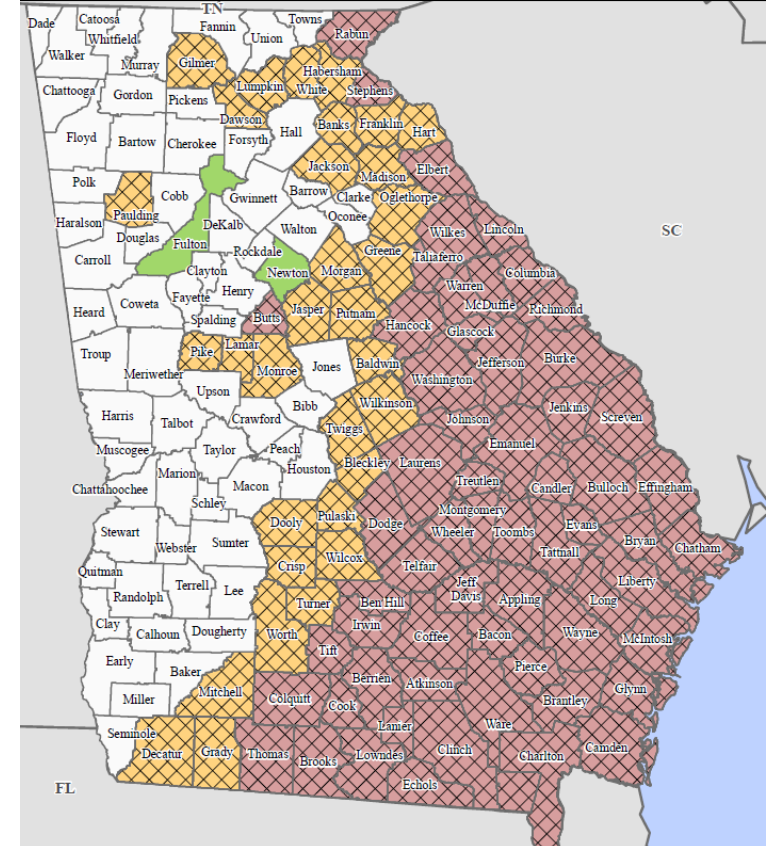 TN
Dade
Catoosa
Fannin
Towns
Rabun
Whitfield
Union
Walker
Murray
Gilmer
Habersham
Chattooga
Gordon
Pickens
Lumpkin
White
Stephens
Dawson
Banks
Franklin
Hart
Floyd
Bartow
Cherokee
Forsyth
Hall
Jackson
Madison
Elbert
Polk
Cobb
Gwinnett
Barrow
Clarke
Oglethorpe
Haralson
Paulding
Oconee
Douglas
DeKalb
Walton
Wilkes
Lincoln
SC
Carroll
Fulton
Rockdale
Greene
Taliaferro
Clayton
Newton
Morgan
Columbia
Warren
Heard
Coweta
Fayette
Henry
McDuffie
Richmond
Spalding
Butts
Jasper
Putnam
Hancock
Glascock
Troup
Meriwether
Pike
Lamar
Monroe
Jones
Baldwin
Jefferson
Burke
Upson
Washington
Harris
Talbot
Crawford
Bibb
Wilkinson
Jenkins
Screven
Twiggs
Johnson
Muscogee
Taylor
Peach
Emanuel
Chattahoochee
Marion
Macon
Houston
Bleckley
Laurens
Treutlen
Candler
Bulloch
Effingham
Schley
Montgomery
Stewart
Webster
Sumter
Dooly
Pulaski
Dodge
Wheeler
Toombs
Evans
Bryan
Chatham
Tattnall
Quitman
Crisp
Wilcox
Telfair
Randolph
Terrell
Lee
Jeff
Davis
Appling
Liberty
Long
Turner
Ben Hill
Clay
Calhoun
Dougherty
Worth
Irwin
Coffee
Bacon
Wayne
McIntosh
Tift
Early
Baker
Pierce
Miller
Mitchell
Berrien
Atkinson
Colquitt
Cook
Brantley
Glynn
Seminole
Lanier
Ware
Decatur
Grady
Thomas
Brooks
Lowndes
Clinch
Charlton
Camden
Echols
FL